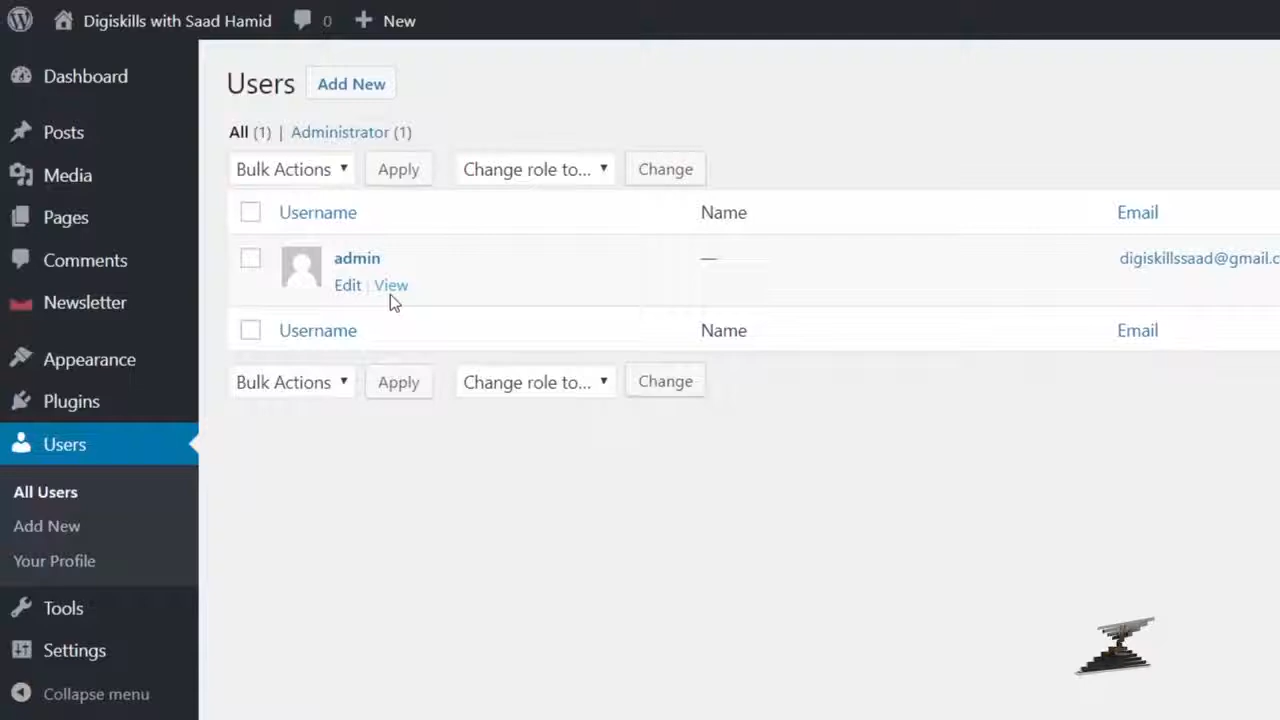 Digiskills with Saad Hamid 0 New
Dashboard
Posts
Media
Pages
Comments
Newsletter
Appearance
Plugins
Users
All Users
Add New
Your Profile
Tools
Settings
Collapse menu
Users Add New
All (1) | Administrator (1)
Bulk Actions Apply Change role to... Change
Username Name Email
admin — digiskillssaad@gmail.c
Edit | View
Username Name Email
Bulk Actions Apply Change role to... Change